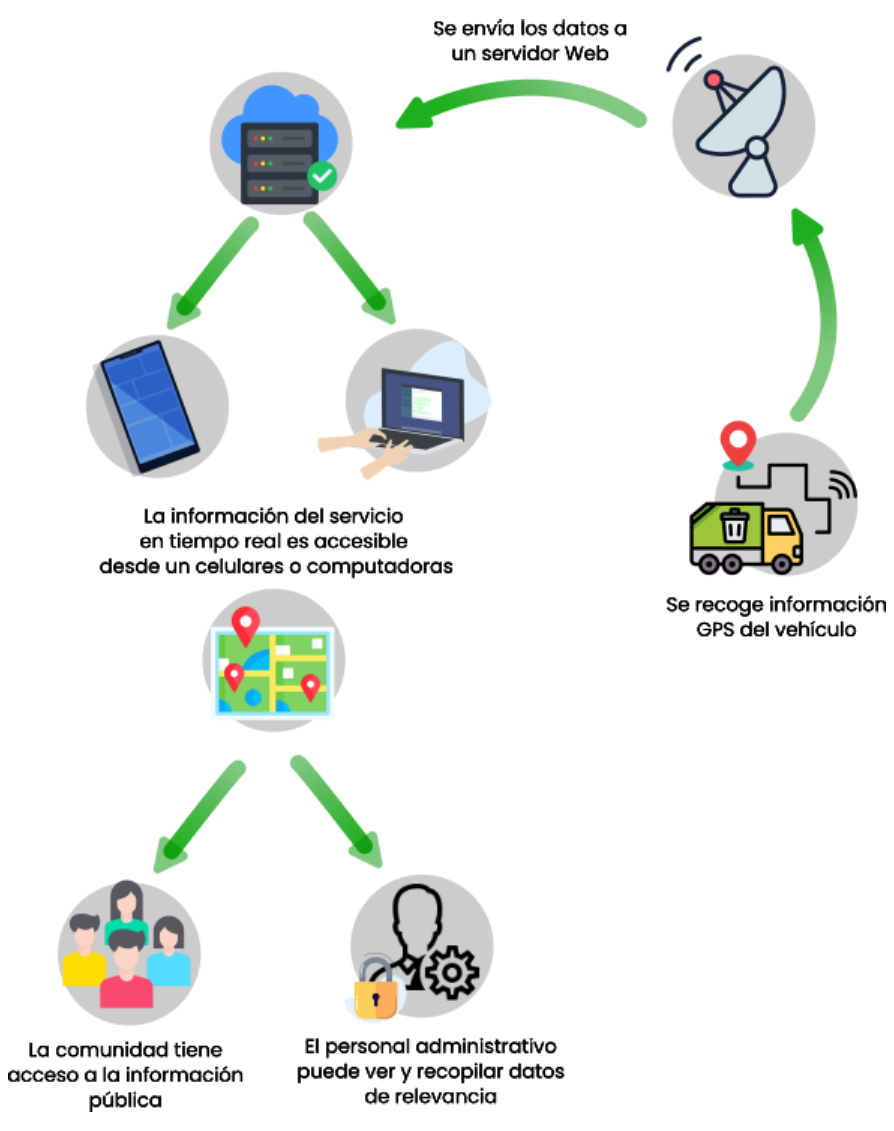 Se envía los datos a
un servidor Web
La información del servicio
en tiempo real es accesible
desde un celulares o computadoras
Se recoge información
GPS del vehículo
La comunidad tiene
acceso a la información
pública
El personal administrativo
puede ver y recopilar datos
de relevancia